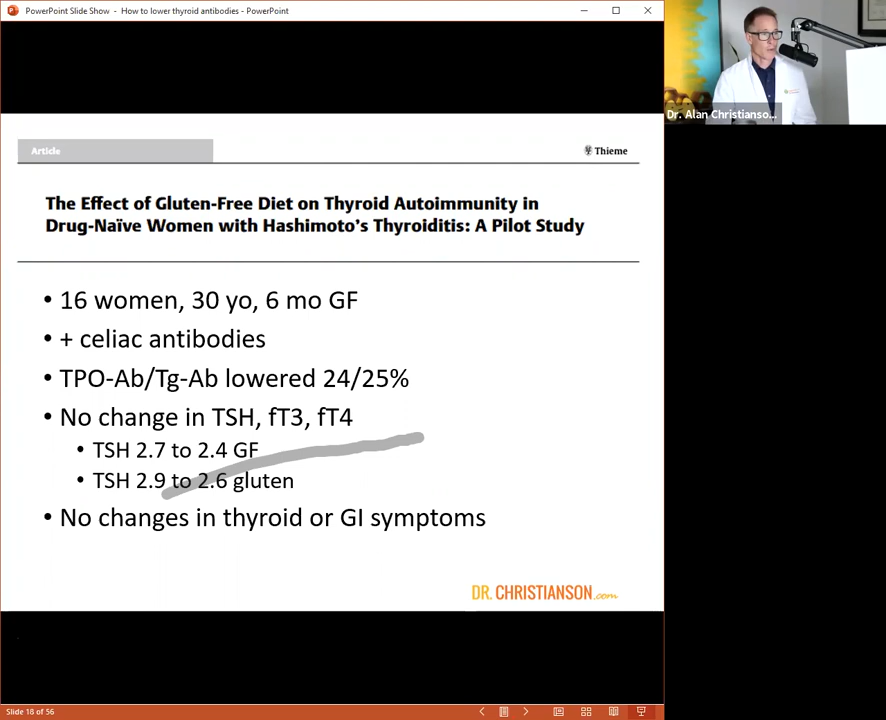 PowerPoint Slide Show - How to lower thyroid antibodies - PowerPoint
Dr. Alan Christianso...
Article
Thieme
The Effect of Gluten-Free Diet on Thyroid Autoimmunity in
Drug-Naïve Women with Hashimoto's Thyroiditis: A Pilot Study
• 16 women, 30 yo, 6 mo GF
• + celiac antibodies
• TPO-Ab/Tg-Ab lowered 24/25%
• No change in TSH, fT3, fT4
• TSH 2.7 to 2.4 GF
• TSH 2.9 to 2.6 gluten
• No changes in thyroid or GI symptoms
DR. CHRISTIANSON.com
Slide 18 of 56